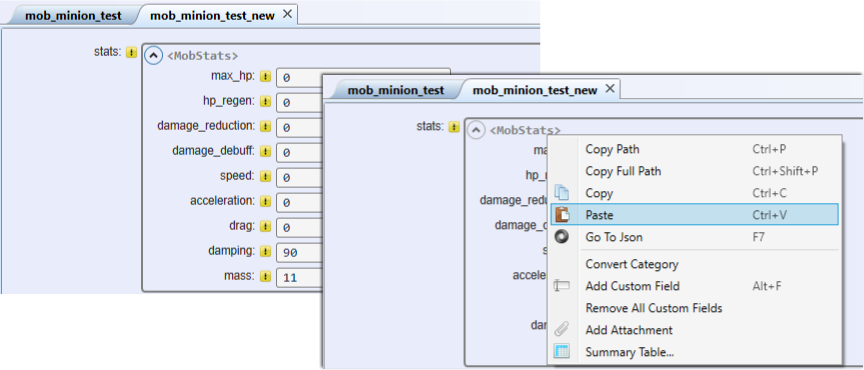 mob_minion_test mob_minion_test_new
stats: <MobStats>
max_hp: 0
hp_regen: 0
damage_reduction: 0
damage_debuff: 0
speed: 0
acceleration: 0
drag: 0
damping: 90
mass: 11
mob_minion_test mob_minion_test_new
stats: <MobStats>
ma
hp_r
damage_redu
damage_d
s
accele
dar
Copy Path Ctrl+P
Copy Full Path Ctrl+Shift+P
Copy Ctrl+C
Paste Ctrl+V
Go To Json F7
Convert Category
Add Custom Field Alt+F
Remove All Custom Fields
Add Attachment
Summary Table...